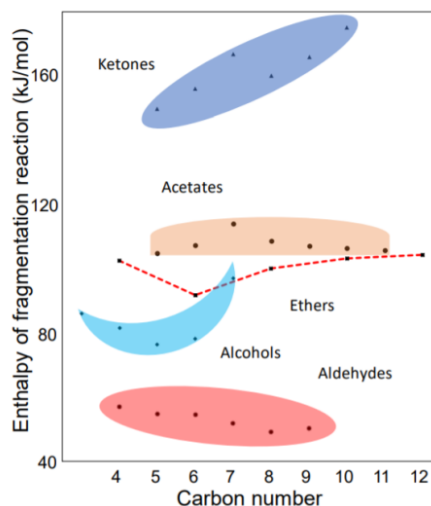 Enthalpy of fragmentation reaction (kJ/mol)
160
120
80
40
Ketones
Acetates
Ethers
Alcohols
Aldehydes
4 5 6 7 8 9 10 11 12
Carbon number